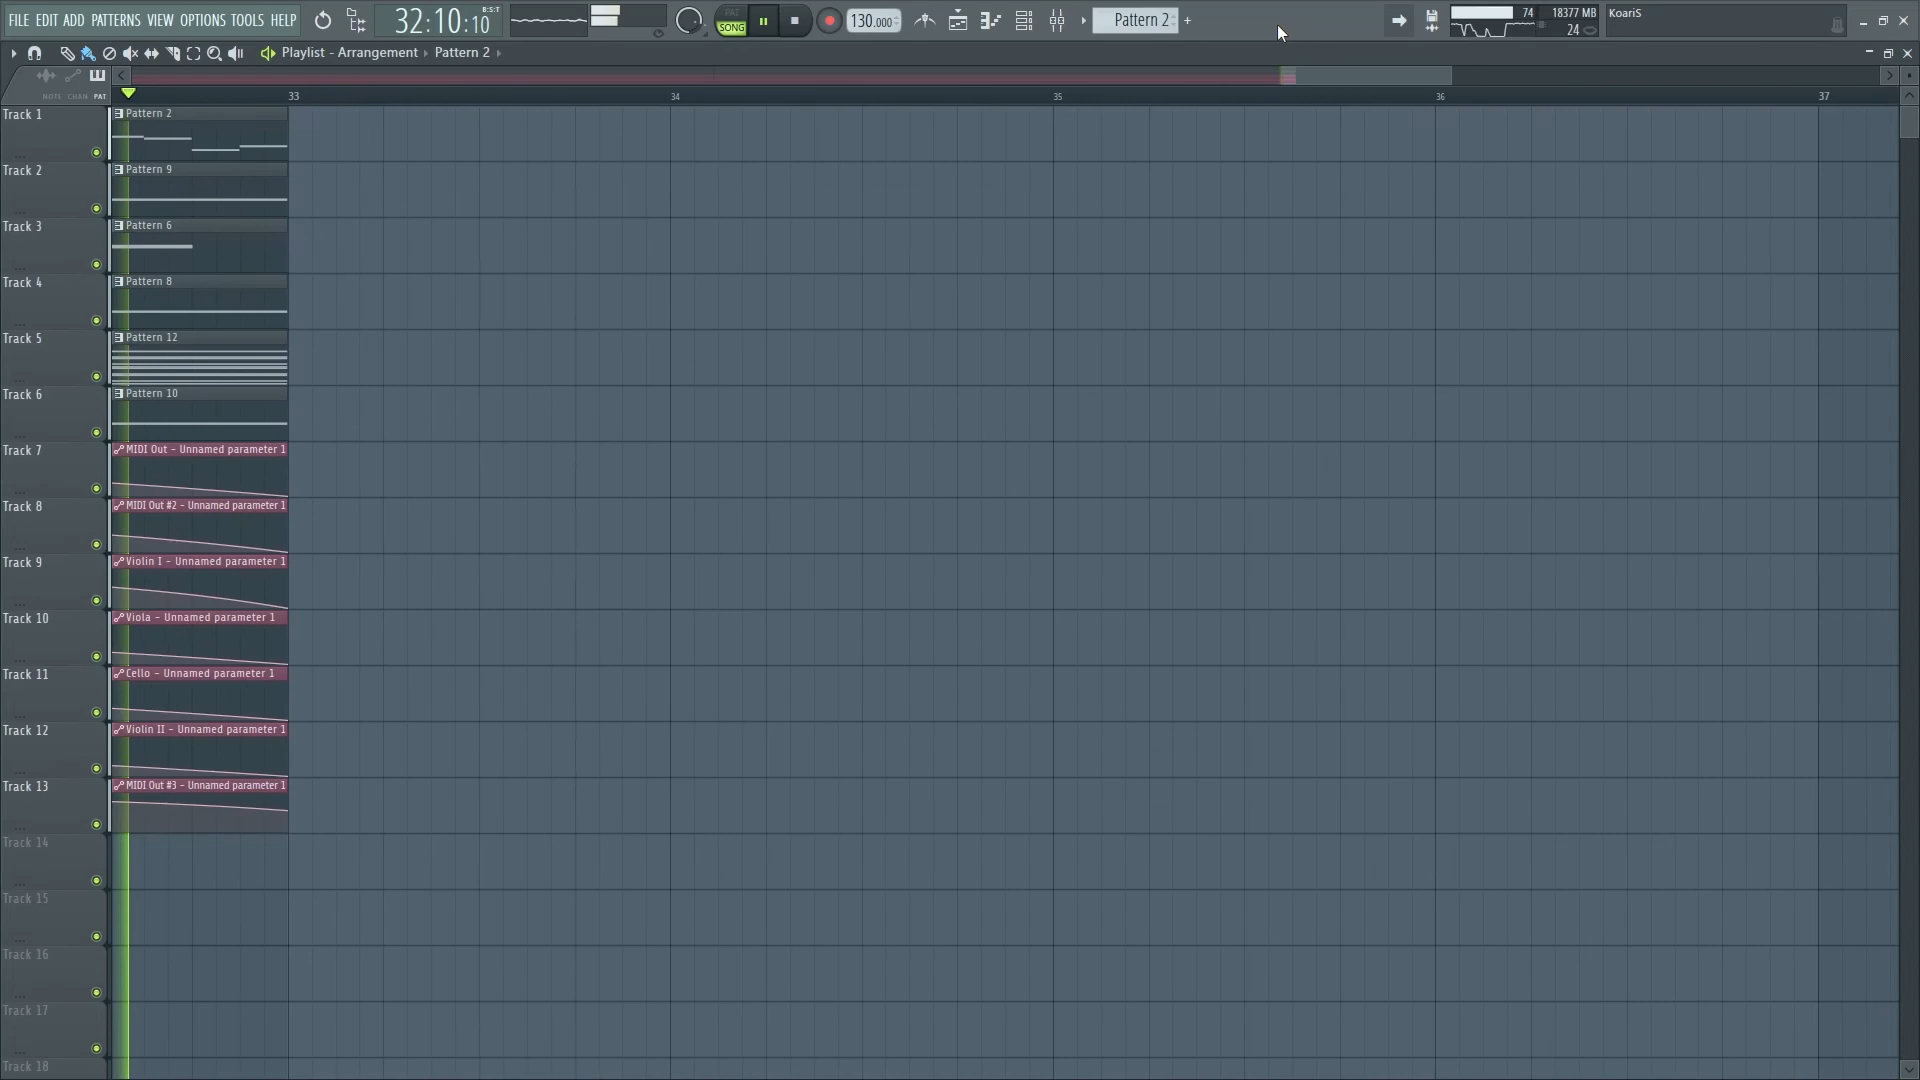 FILE EDIT ADD PATTERNS VIEW OPTIONS TOOLS HELP
32:10:10
B:S:T
PAT
SONG
130.000
Pattern 2
+
74
18377 MB
24
KoariS
Playlist - Arrangement
Pattern 2
NOTE CHAN PAT
33
34
35
36
37
Track 1
Pattern 2
Track 2
Pattern 9
Track 3
Pattern 6
Track 4
Pattern 8
Track 5
Pattern 12
Track 6
Pattern 10
Track 7
MIDI Out - Unnamed parameter 1
Track 8
MIDI Out #2 - Unnamed parameter 1
Track 9
Violin I - Unnamed parameter 1
Track 10
Viola - Unnamed parameter 1
Track 11
Cello - Unnamed parameter 1
Track 12
Violin II - Unnamed parameter 1
Track 13
MIDI Out #3 - Unnamed parameter 1
Track 14
Track 15
Track 16
Track 17
Track 18